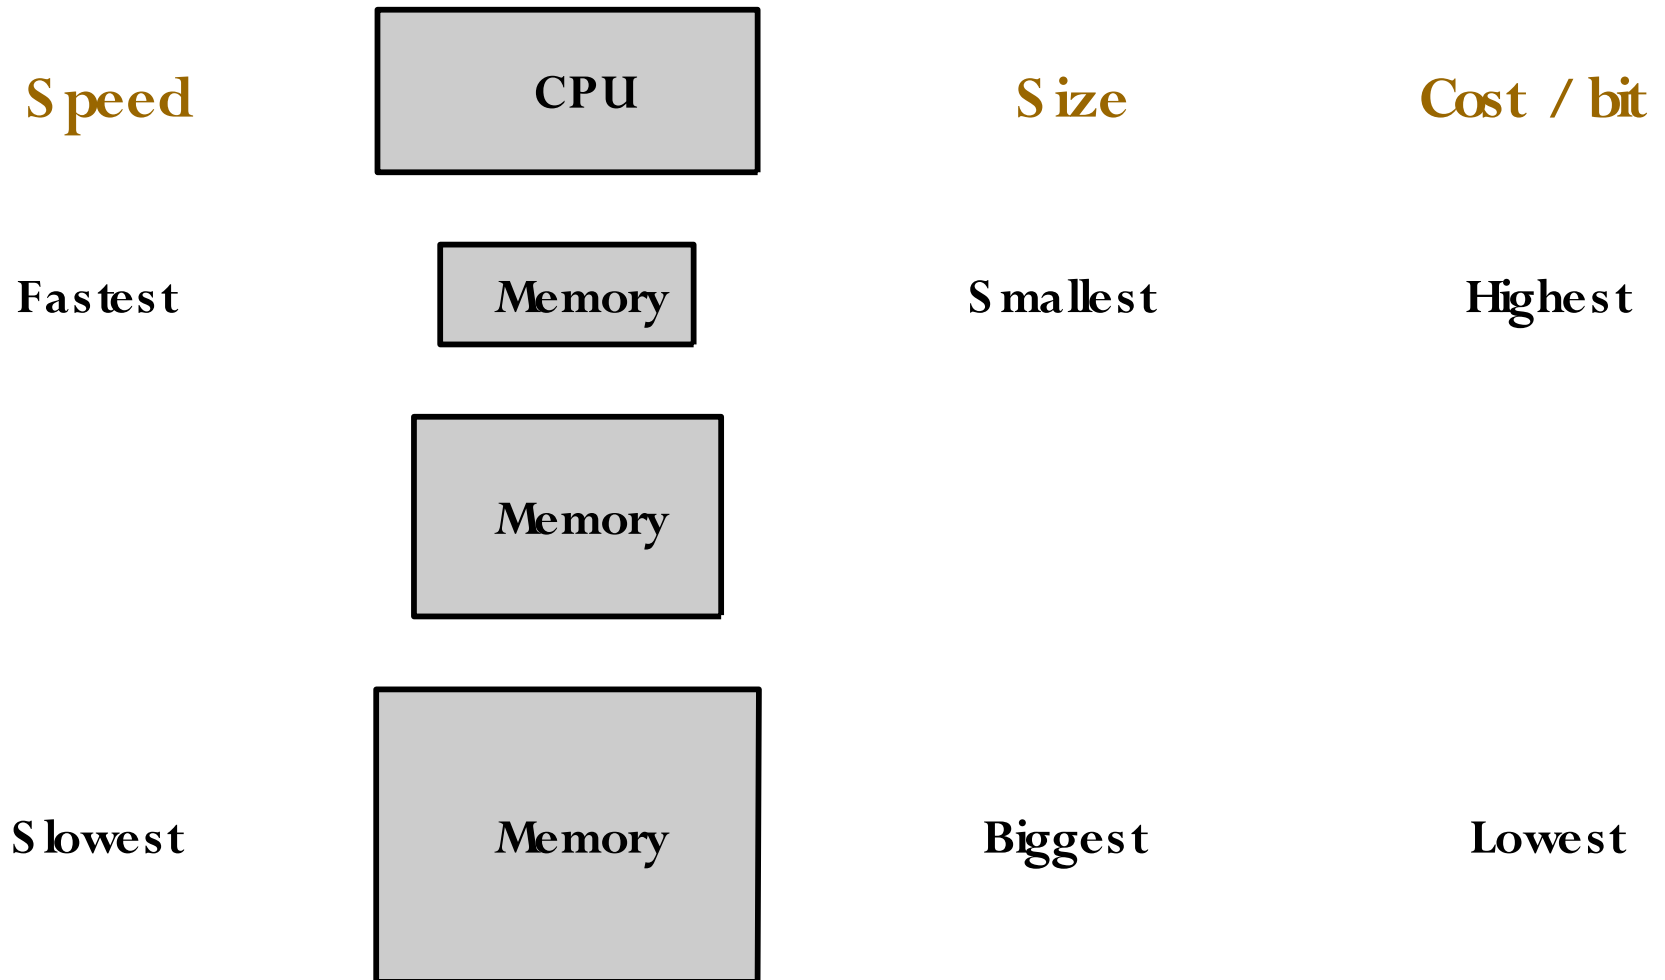 Speed CPU Size Cost / bit
Fastest Memory Smallest Highest
Memory
Slowest Memory Biggest Lowest